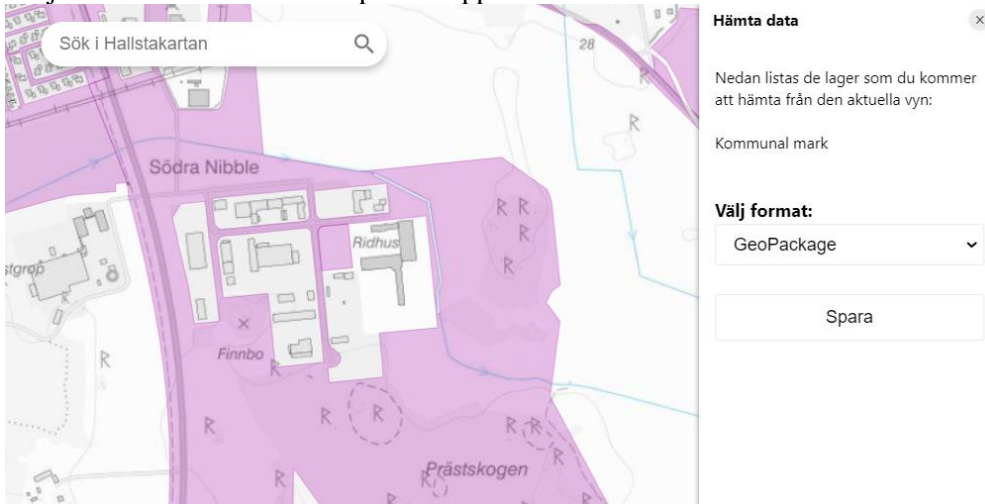 Sök i Hallstakartan
28
Södra Nibble
Ridhus
Finnbo
Prästskogen
R
R
R R
R
R
R
R
R
R
R
R R
R
R
R
R
R
Hämta data
Nedan listas de lager som du kommer
att hämta från den aktuella vyn:
Kommunal mark
Välj format:
GeoPackage
Spara